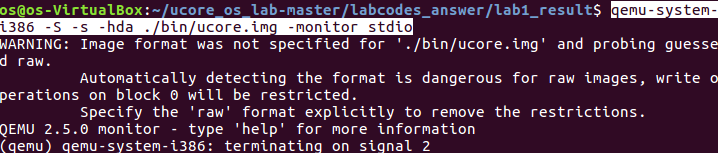 os@os-VirtualBox:~/ucore_os_lab-master/labcodes_answer/lab1_result$ qemu-system-
i386 -S -s -hda ./bin/ucore.img -monitor stdio
WARNING: Image format was not specified for './bin/ucore.img' and probing guesse
d raw.
         Automatically detecting the format is dangerous for raw images, write o
perations on block 0 will be restricted.
         Specify the 'raw' format explicitly to remove the restrictions.
QEMU 2.5.0 monitor - type 'help' for more information
(qemu) qemu-system-i386: terminating on signal 2